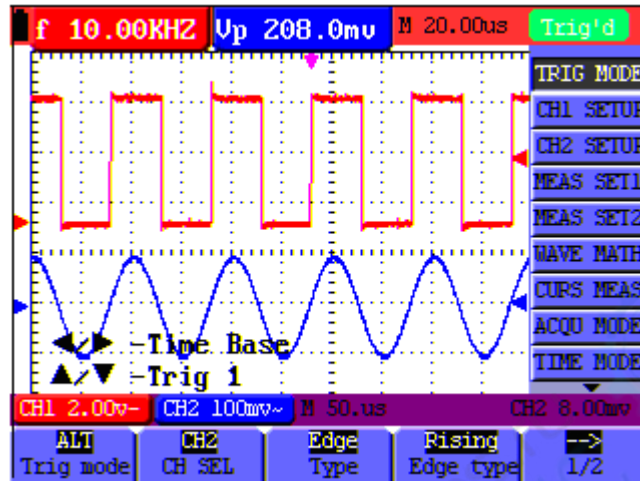 f 10.00KHZ Vp 208.0mv M 20.00us Trig'd
TRIG MODE
CH1 SETUP
CH2 SETUP
MEAS SET1
MEAS SET2
WAVE MATH
CURS MEAS
ACQU MODE
TIME MODE
◀/▶ -Time Base
▲/▼ -Trig 1
CH1 2.00v- CH2 100mv~ M 50.us CH2 8.00mv
ALT CH2 Edge Rising -->
Trig mode CH SEL Type Edge type 1/2